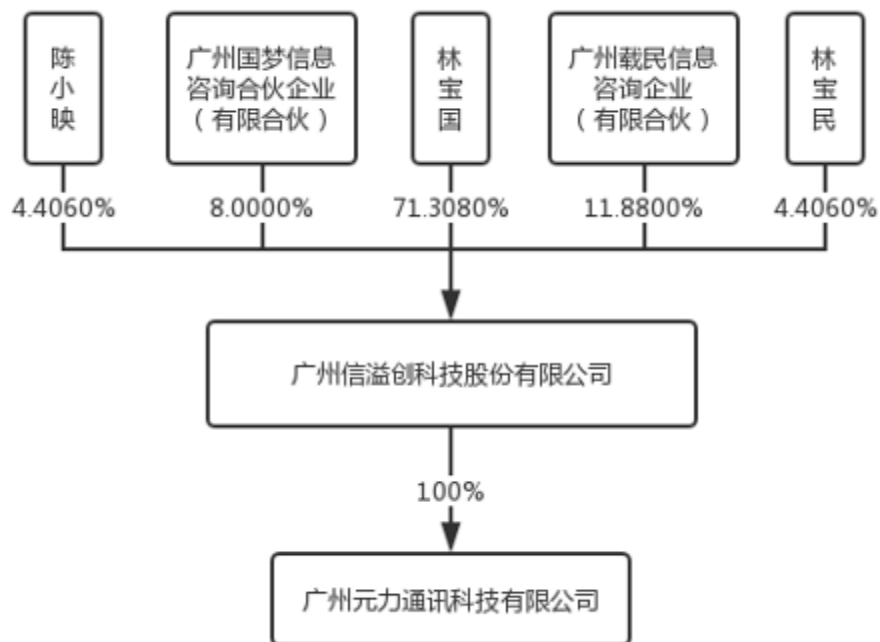 陈小映
广州国梦信息
咨询合伙企业
（有限合伙）
林宝国
广州载民信息
咨询企业
（有限合伙）
林宝民
4.4060%
8.0000%
71.3080%
11.8800%
4.4060%
广州信溢创科技股份有限公司
100%
广州元力通讯科技有限公司